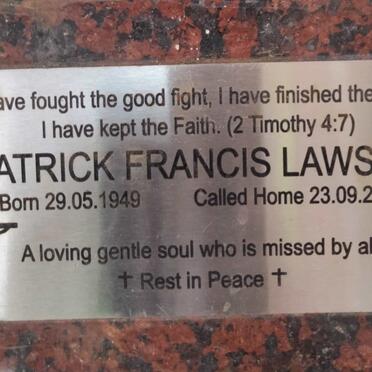 ave fought the good fight, I have finished the
I have kept the Faith. (2 Timothy 4:7)
ATRICK FRANCIS LAWS
Born 29.05.1949 Called Home 23.09.2
A loving gentle soul who is missed by al
† Rest in Peace †